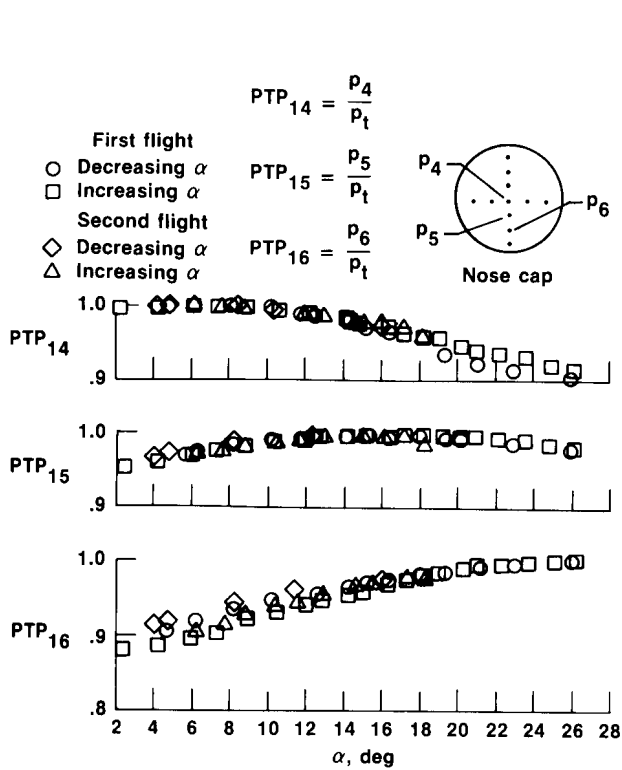 PTP14 = p4/pt
First flight
Decreasing α
Increasing α
PTP15 = p5/pt
Second flight
Decreasing α
Increasing α
PTP16 = p6/pt
p4
p5
p6
Nose cap
1.0
PTP14
.9
1.0
PTP15
.9
1.0
PTP16
.9
.8
2 4 6 8 10 12 14 16 18 20 22 24 26 28
α, deg